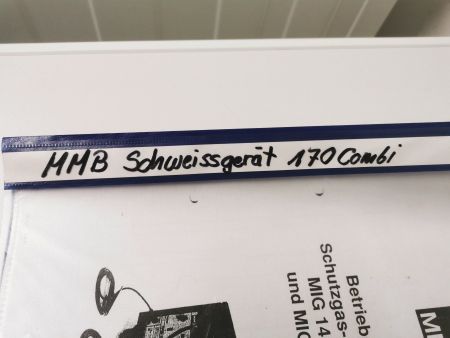 MMB Schweissgerät 170 Combi
Betrieb
Schutzgas-
MIG 14
und MIG